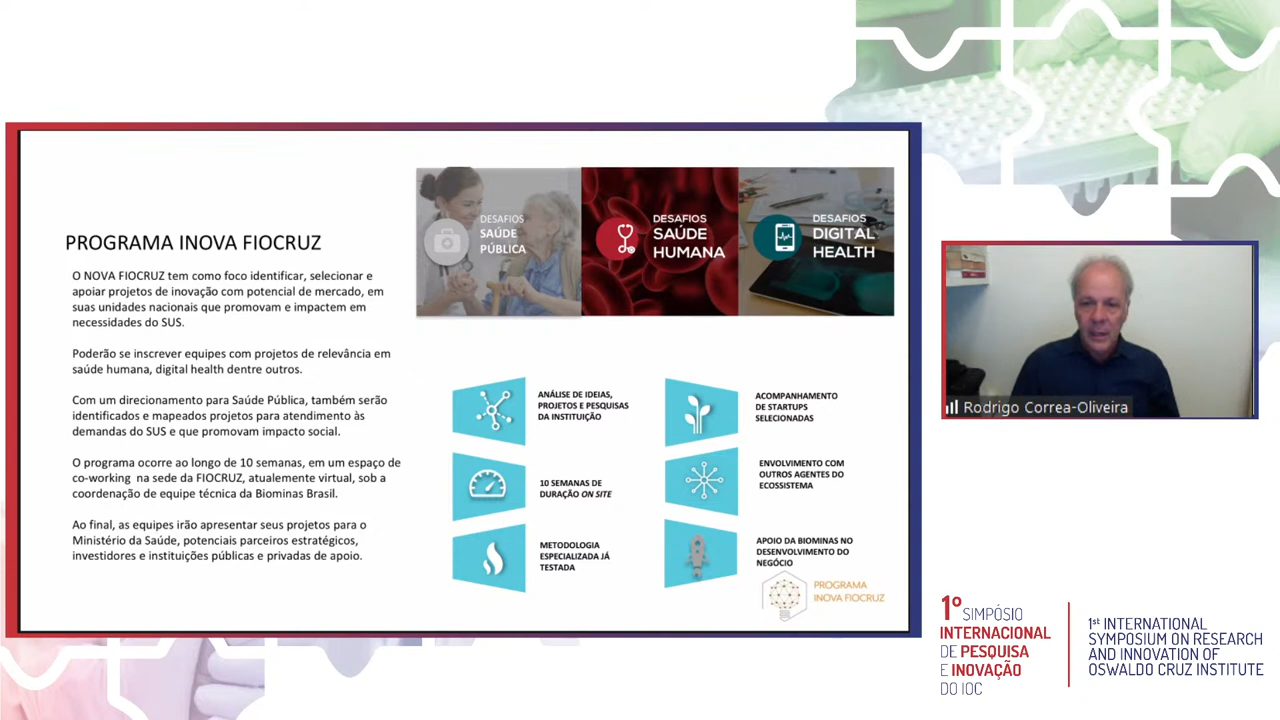 PROGRAMA INOVA FIOCRUZ
O NOVA FIOCRUZ tem como foco identificar, selecionar e
apoiar projetos de inovação com potencial de mercado, em
suas unidades nacionais que promovam e impactem em
necessidades do SUS.
Poderão se inscrever equipes com projetos de relevância em
saúde humana, digital health dentre outros.
Com um direcionamento para Saúde Pública, também serão
identificados e mapeados projetos para atendimento às
demandas do SUS e que promovam impacto social.
O programa ocorre ao longo de 10 semanas, em um espaço de
co-working na sede da FIOCRUZ, atualemente virtual, sob a
coordenação de equipe técnica da Biominas Brasil.
Ao final, as equipes irão apresentar seus projetos para o
Ministério da Saúde, potenciais parceiros estratégicos,
investidores e instituições públicas e privadas de apoio.
DESAFIOS
SAÚDE
PÚBLICA
DESAFIOS
SAÚDE
HUMANA
DESAFIOS
DIGITAL
HEALTH
ANÁLISE DE IDEIAS,
PROJETOS E PESQUISAS
DA INSTITUIÇÃO
10 SEMANAS DE
DURAÇÃO ON SITE
METODOLOGIA
ESPECIALIZADA JÁ
TESTADA
ACOMPANHAMENTO
DE STARTUPS
SELECIONADAS
ENVOLVIMENTO COM
OUTROS AGENTES DO
ECOSSISTEMA
APOIO DA BIOMINAS NO
DESENVOLVIMENTO DO
NEGÓCIO
PROGRAMA
INOVA FIOCRUZ
Rodrigo Correa-Oliveira
1º SIMPÓSIO
INTERNACIONAL
DE PESQUISA
E INOVAÇÃO
DO IOC
1st INTERNATIONAL
SYMPOSIUM ON RESEARCH
AND INNOVATION OF
OSWALDO CRUZ INSTITUTE